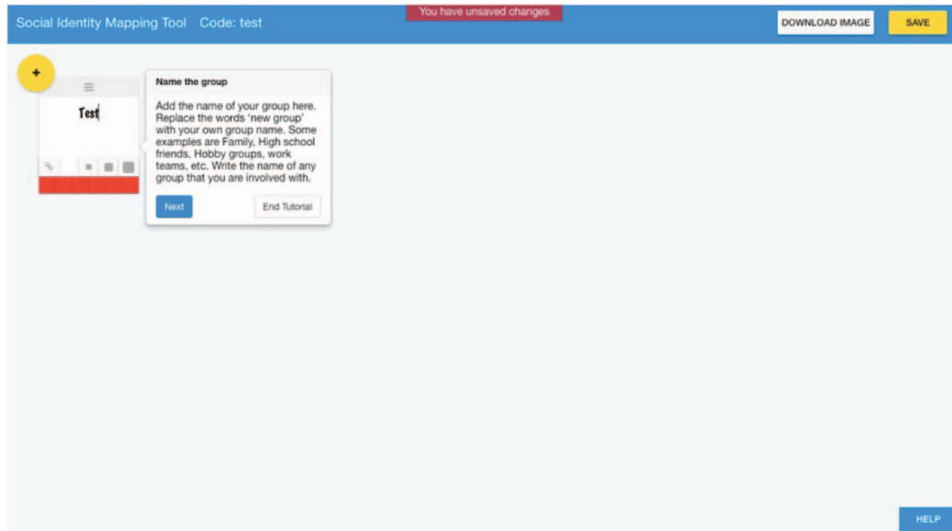 Social Identity Mapping Tool Code: test
You have unsaved changes
DOWNLOAD IMAGE
SAVE
+
Test
Name the group
Add the name of your group here.
Replace the words 'new group'
with your own group name. Some
examples are Family, High school
friends, Hobby groups, work
teams, etc. Write the name of any
group that you are involved with.
Next
End Tutorial
HELP